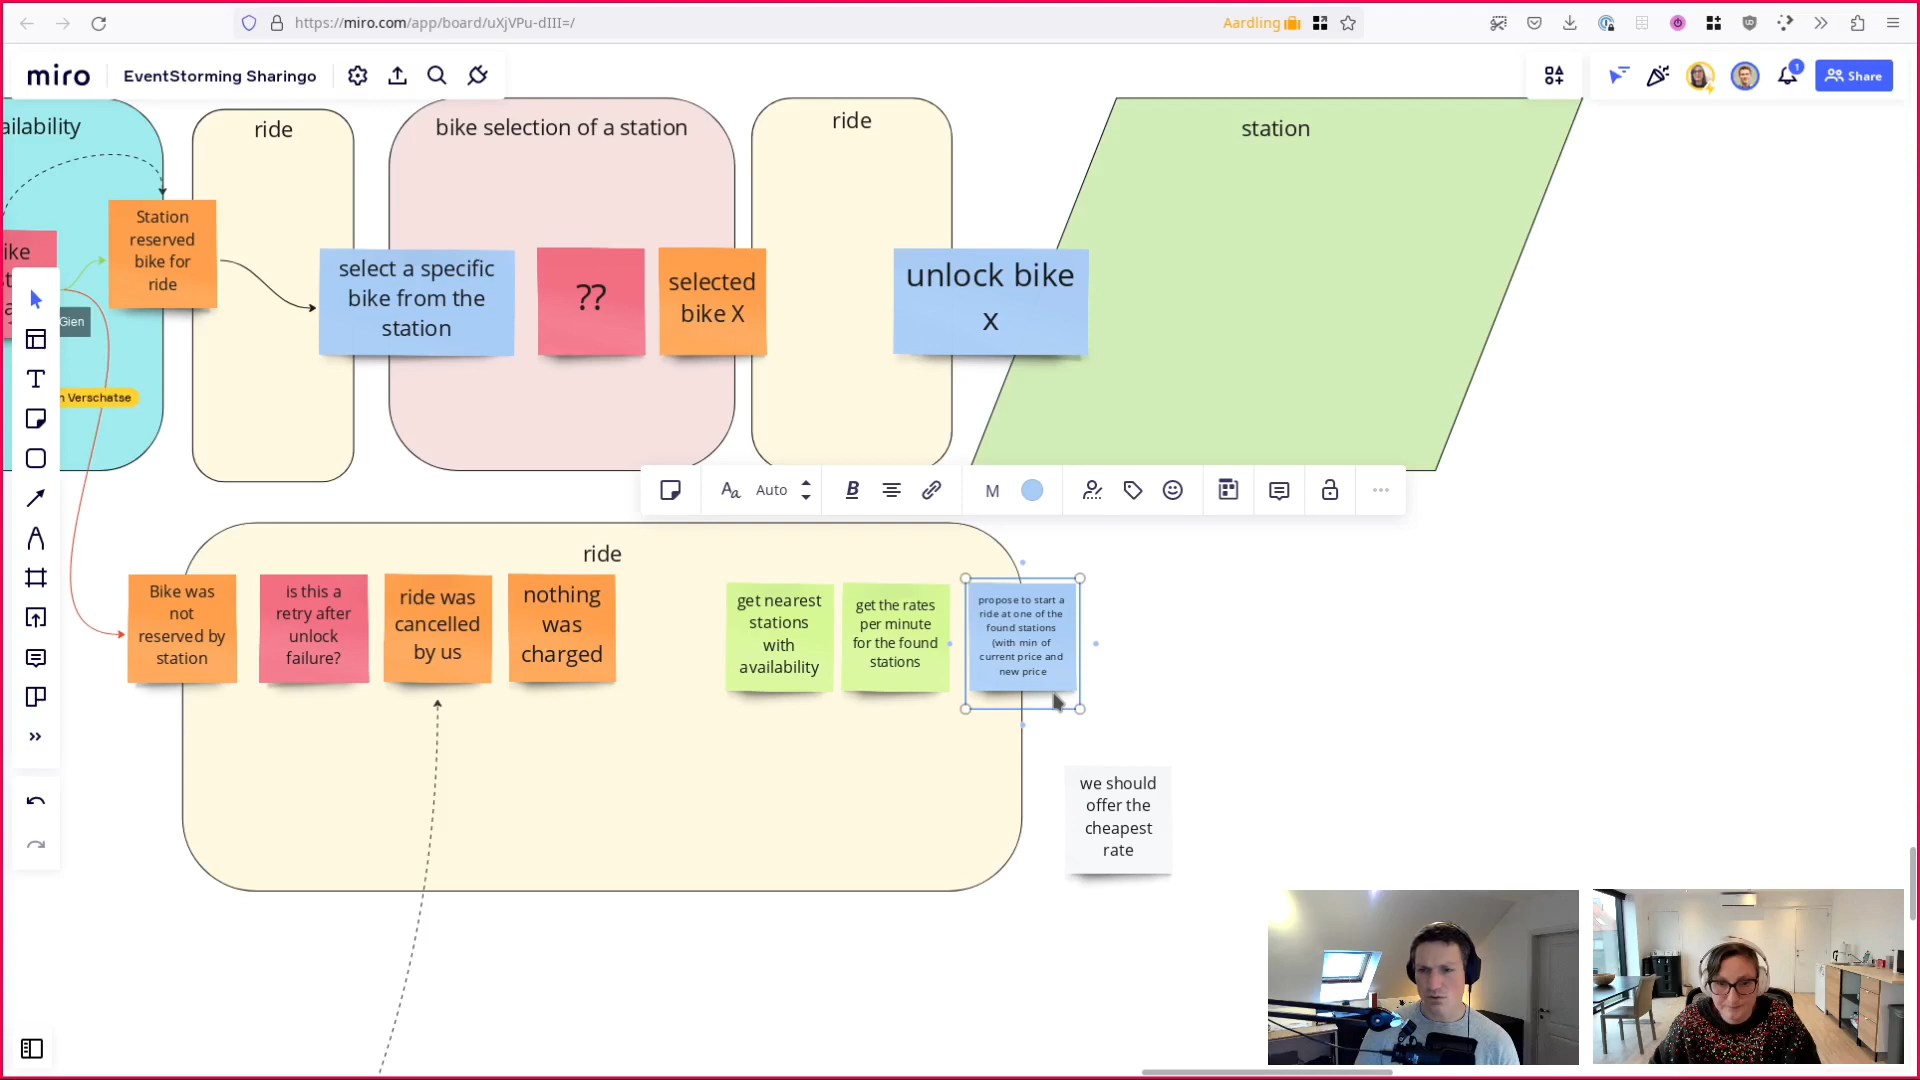 https://miro.com/app/board/uXjVPu-dIII=/
Aardling
miro
EventStorming Sharingo
1
Share
ailability
ride
bike selection of a station
ride
station
Station
reserved
bike for
ride
ike
Gien
n Verschatse
select a specific
bike from the
station
??
selected
bike X
unlock bike
x
Auto
B
M
ride
Bike was
not
reserved by
station
is this a
retry after
unlock
failure?
ride was
cancelled
by us
nothing
was
charged
get nearest
stations
with
availability
get the rates
per minute
for the found
stations
propose to start a
ride at one of the
found stations
(with min of
current price and
new price
we should
offer the
cheapest
rate